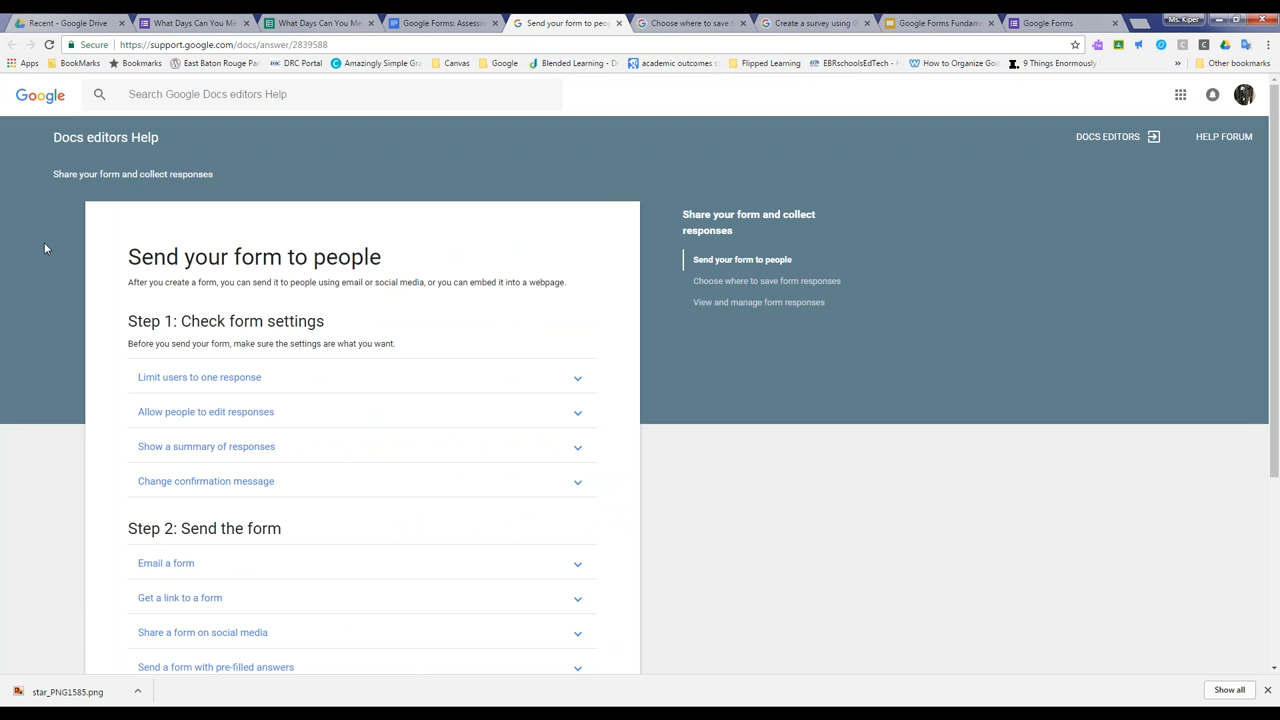 Recent - Google Drive
What Days Can You Me
What Days Can You Me
Google Forms: Assessm
Send your form to peop
Choose where to save f
Create a survey using G
Google Forms Fundam
Google Forms
Ms. Kiper
Secure
https://support.google.com/docs/answer/2839588
Apps
BookMarks
Bookmarks
East Baton Rouge Pa
DRC Portal
Amazingly Simple Gra
Canvas
Google
Blended Learning - D
academic outcomes s
Flipped Learning
EBRschoolsEdTech - H
How to Organize Goo
9 Things Enormously
»
Other bookmarks
Google
Search Google Docs editors Help
Docs editors Help
DOCS EDITORS
HELP FORUM
Share your form and collect responses
Send your form to people
After you create a form, you can send it to people using email or social media, or you can embed it into a webpage.
Step 1: Check form settings
Before you send your form, make sure the settings are what you want.
Limit users to one response
Allow people to edit responses
Show a summary of responses
Change confirmation message
Step 2: Send the form
Email a form
Get a link to a form
Share a form on social media
Send a form with pre-filled answers
Share your form and collect
responses
Send your form to people
Choose where to save form responses
View and manage form responses
star_PNG1585.png
Show all